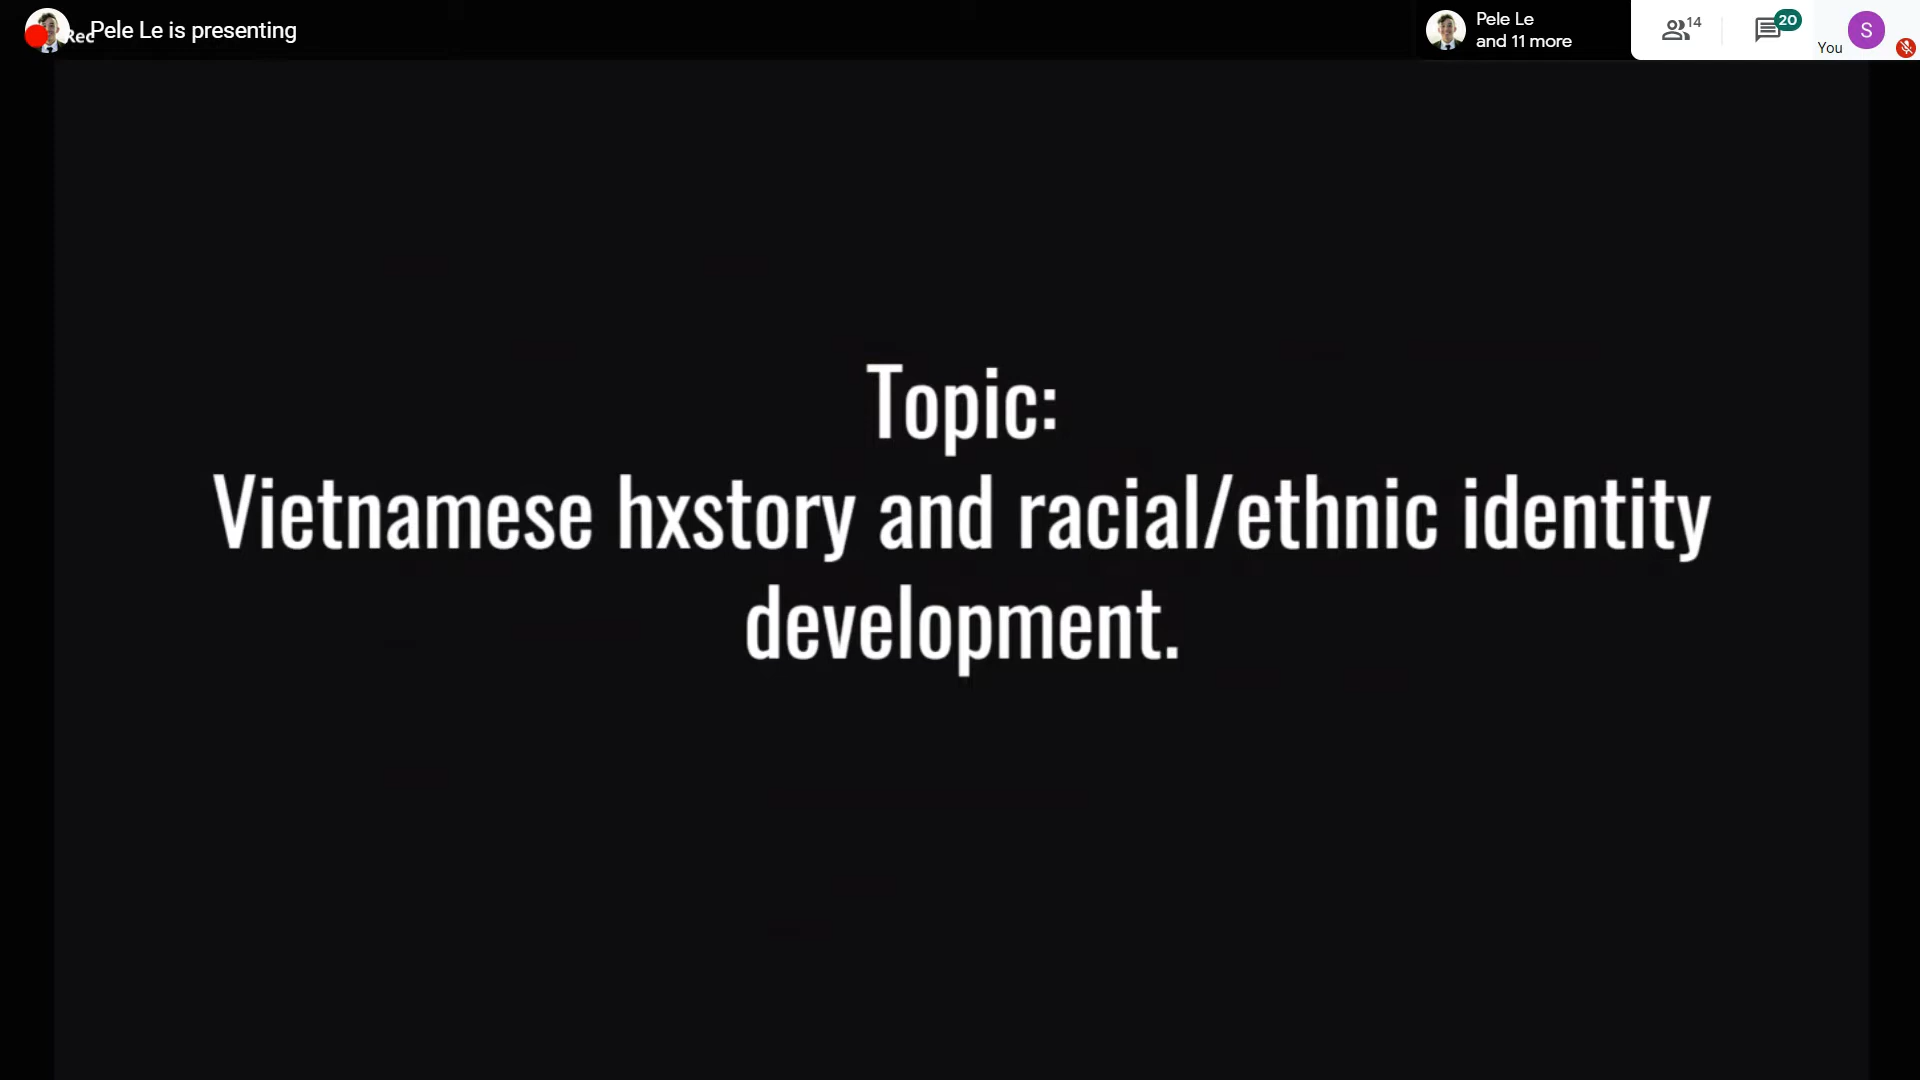 Rec
Pele Le is presenting
Pele Le
and 11 more
14
20
You
S
Topic:
Vietnamese hxstory and racial/ethnic identity
development.